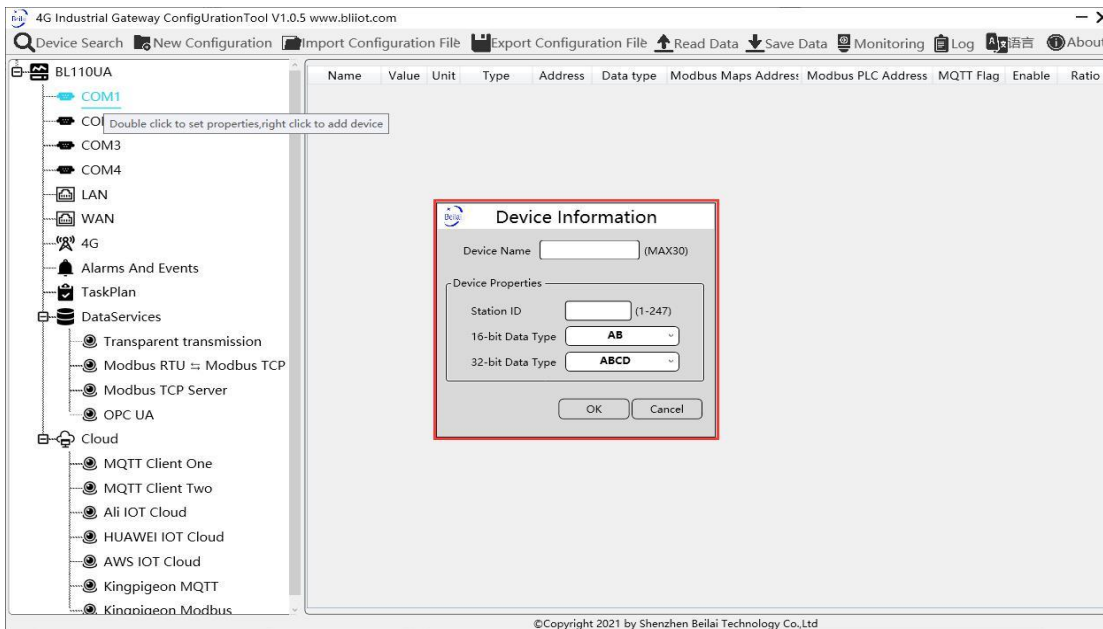 Beilai 4G Industrial Gateway ConfigUrationTool V1.0.5 www.bliiot.com
Device Search New Configuration Import Configuration File Export Configuration File Read Data Save Data Monitoring Log 语言 About
BL110UA
Name Value Unit Type Address Data type Modbus Maps Address Modbus PLC Address MQTT Flag Enable Ratio
COM1
Double click to set properties,right click to add device
COM3
COM4
LAN
WAN
4G
Alarms And Events
TaskPlan
DataServices
Transparent transmission
Modbus RTU ⇆ Modbus TCP
Modbus TCP Server
OPC UA
Cloud
MQTT Client One
MQTT Client Two
Ali IOT Cloud
HUAWEI IOT Cloud
AWS IOT Cloud
Kingpigeon MQTT
Kingpigeon Modbus
Beilai Device Information
Device Name (MAX30)
Device Properties
Station ID (1-247)
16-bit Data Type AB
32-bit Data Type ABCD
OK Cancel
©Copyright 2021 by Shenzhen Beilai Technology Co.,Ltd